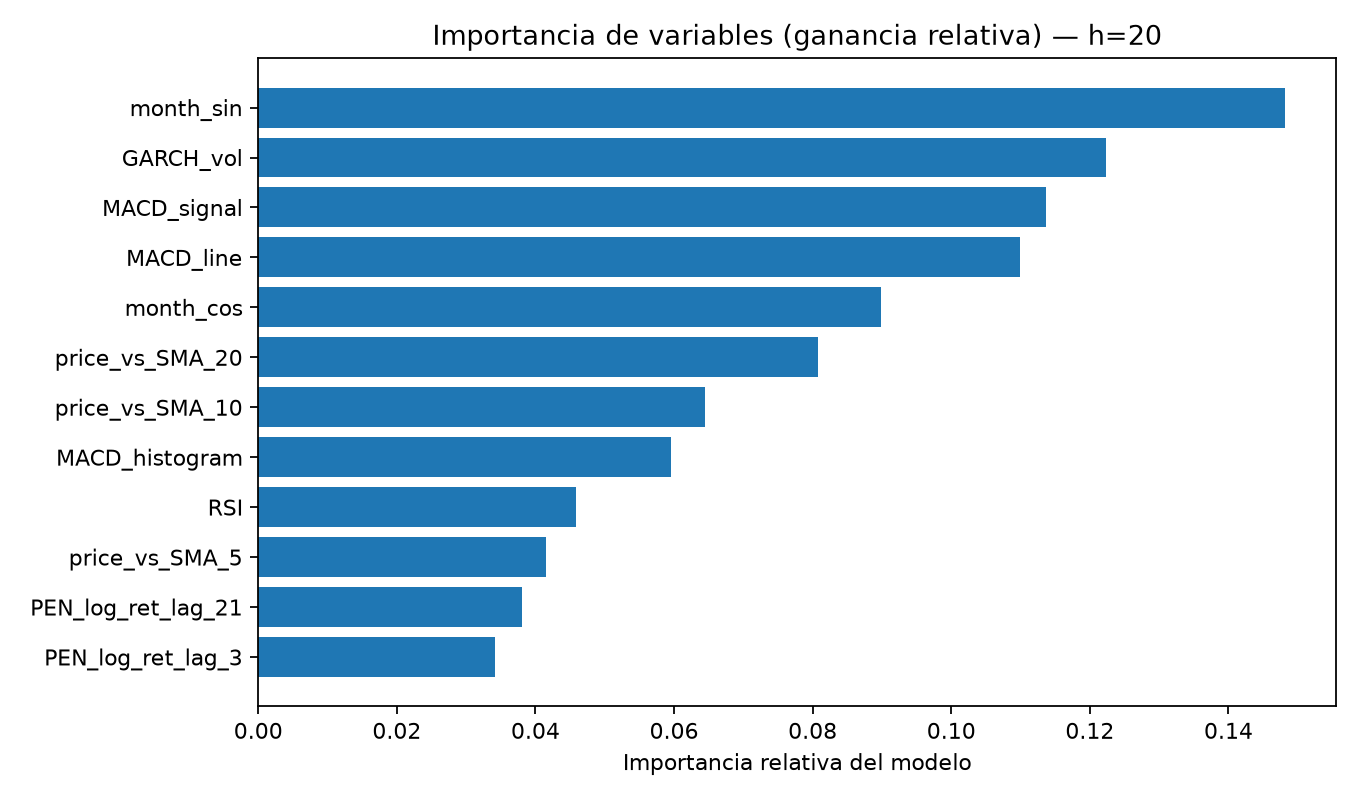 Importancia de variables (ganancia relativa) — h=20
month_sin
GARCH_vol
MACD_signal
MACD_line
month_cos
price_vs_SMA_20
price_vs_SMA_10
MACD_histogram
RSI
price_vs_SMA_5
PEN_log_ret_lag_21
PEN_log_ret_lag_3
0.00 0.02 0.04 0.06 0.08 0.10 0.12 0.14
Importancia relativa del modelo